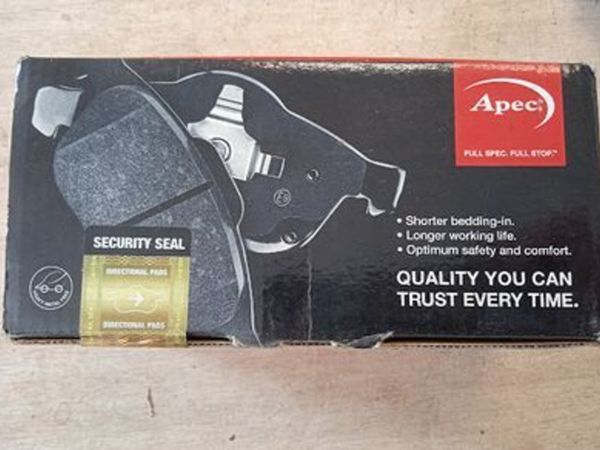 Apec
FULL SPEC. FULL STOP.™
• Shorter bedding-in.
• Longer working life.
• Optimum safety and comfort.
QUALITY YOU CAN
TRUST EVERY TIME.
SECURITY SEAL
DIRECTIONAL PADS
DIRECTIONAL PADS